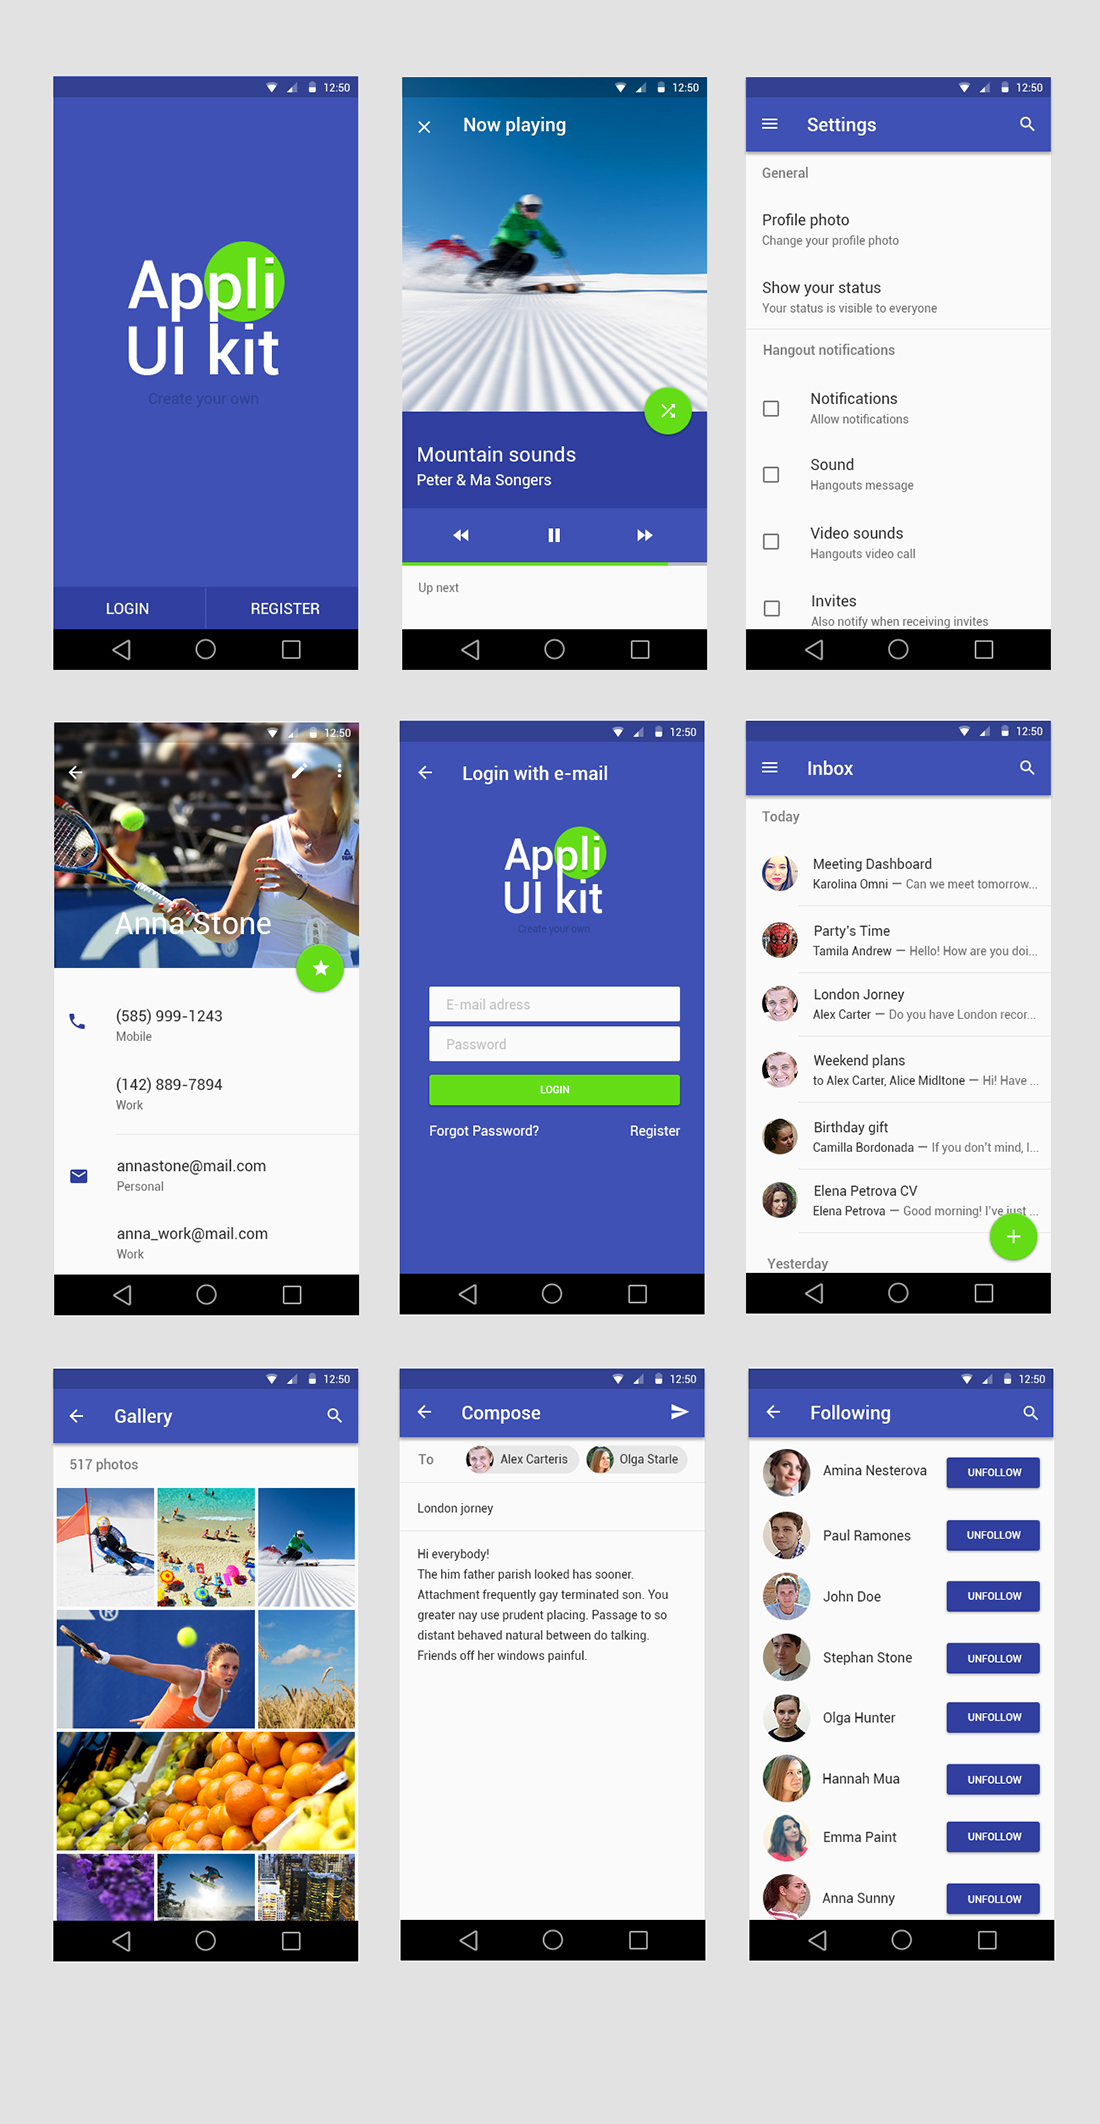 12:50
Appli
UI kit
Create your own
LOGIN
REGISTER
12:50
Now playing
Mountain sounds
Peter & Ma Songers
Up next
12:50
Settings
General
Profile photo
Change your profile photo
Show your status
Your status is visible to everyone
Hangout notifications
Notifications
Allow notifications
Sound
Hangouts message
Video sounds
Hangouts video call
Invites
Also notify when receiving invites
12:50
Anna Stone
(585) 999-1243
Mobile
(142) 889-7894
Work
annastone@mail.com
Personal
anna_work@mail.com
Work
12:50
Login with e-mail
Appli
UI kit
Create your own
E-mail adress
Password
LOGIN
Forgot Password?
Register
12:50
Inbox
Today
Meeting Dashboard
Karolina Omni — Can we meet tomorrow...
Party's Time
Tamila Andrew — Hello! How are you doi...
London Jorney
Alex Carter — Do you have London recor...
Weekend plans
to Alex Carter, Alice Midltone — Hi! Have ...
Birthday gift
Camilla Bordonada — If you don't mind, I...
Elena Petrova CV
Elena Petrova — Good morning! I've just ...
Yesterday
12:50
Gallery
517 photos
®
12:50
Compose
To
Alex Carteris
Olga Starle
London jorney
Hi everybody!
The him father parish looked has sooner.
Attachment frequently gay terminated son. You
greater nay use prudent placing. Passage to so
distant behaved natural between do talking.
Friends off her windows painful.
12:50
Following
Amina Nesterova
UNFOLLOW
Paul Ramones
UNFOLLOW
John Doe
UNFOLLOW
Stephan Stone
UNFOLLOW
Olga Hunter
UNFOLLOW
Hannah Mua
UNFOLLOW
Emma Paint
UNFOLLOW
Anna Sunny
UNFOLLOW